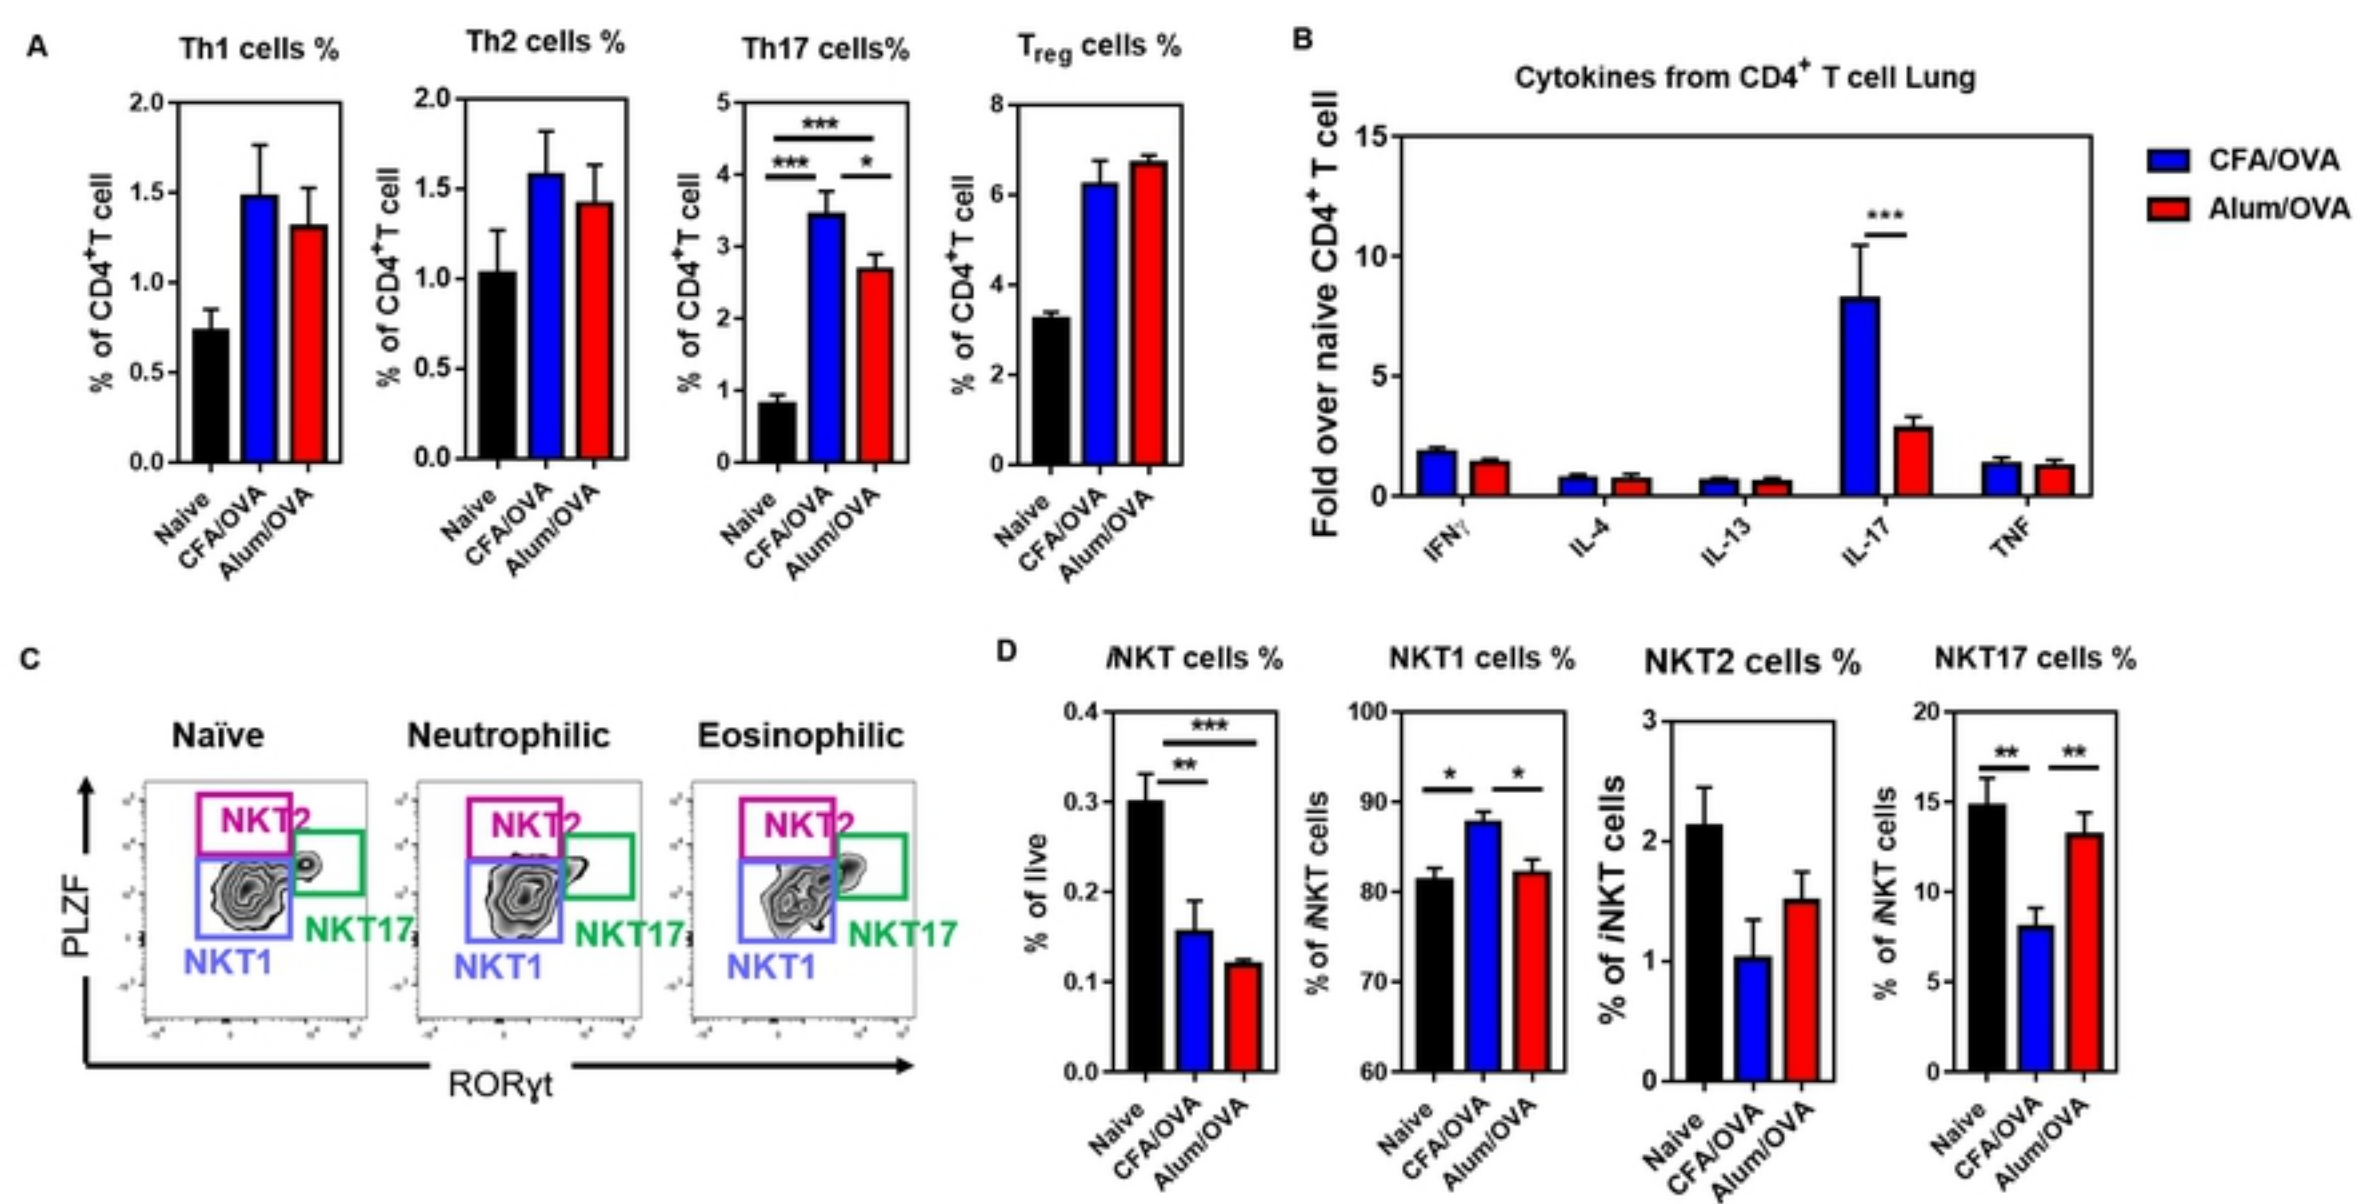 A
Th1 cells %
% of CD4+T cell
2.0
1.5
1.0
0.5
0.0
Naive
CFA/OVA
Alum/OVA
Th2 cells %
% of CD4+T cell
2.0
1.5
1.0
0.5
0.0
Naive
CFA/OVA
Alum/OVA
Th17 cells%
% of CD4+T cell
5
4
3
2
1
0
***
***
*
Naive
CFA/OVA
Alum/OVA
Treg cells %
% of CD4+T cell
8
6
4
2
0
Naive
CFA/OVA
Alum/OVA
B
Cytokines from CD4+ T cell Lung
Fold over naive CD4+ T cell
15
10
5
0
***
IFNγ
IL-4
IL-13
IL-17
TNF
CFA/OVA
Alum/OVA
C
Naïve
Neutrophilic
Eosinophilic
NKT2
NKT17
NKT1
NKT2
NKT17
NKT1
NKT2
NKT17
NKT1
PLZF
RORγt
D
iNKT cells %
% of live
0.4
0.3
0.2
0.1
0.0
***
**
Naive
CFA/OVA
Alum/OVA
NKT1 cells %
% of iNKT cells
100
90
80
70
60
*
*
Naive
CFA/OVA
Alum/OVA
NKT2 cells %
% of iNKT cells
3
2
1
0
Naive
CFA/OVA
Alum/OVA
NKT17 cells %
% of iNKT cells
20
15
10
5
0
**
**
Naive
CFA/OVA
Alum/OVA